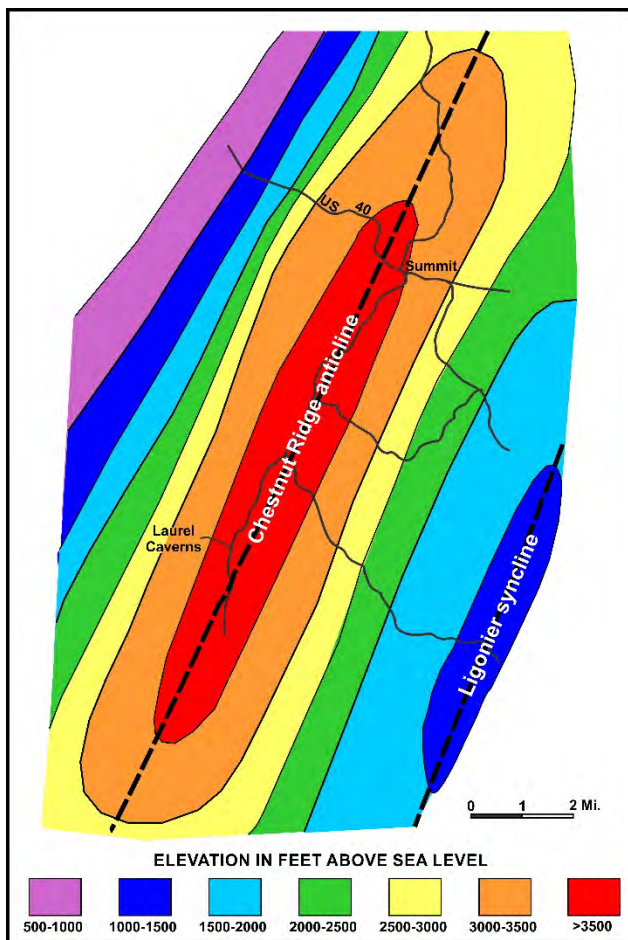 US 40
Summit
Chestnut Ridge anticline
Laurel
Caverns
Ligonier syncline
0 1 2 Mi.
ELEVATION IN FEET ABOVE SEA LEVEL
500-1000 1000-1500 1500-2000 2000-2500 2500-3000 3000-3500 >3500